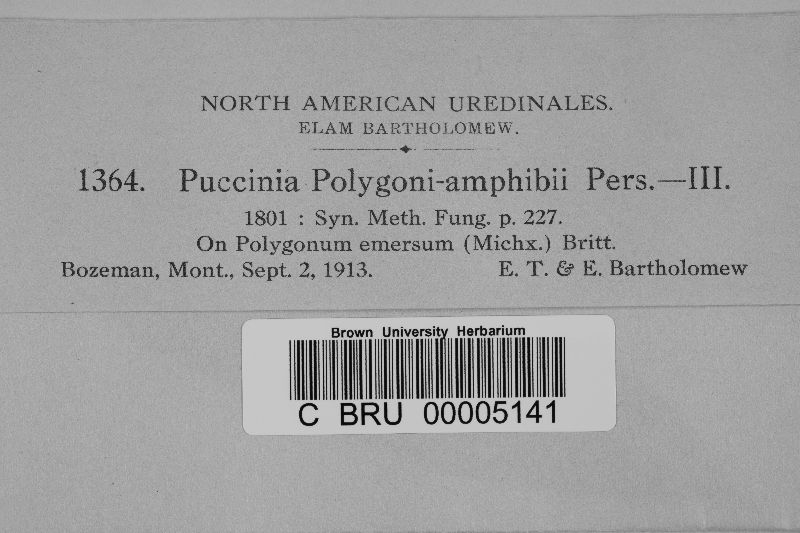 NORTH AMERICAN UREDINALES.
ELAM BARTHOLOMEW.
1364. Puccinia Polygoni-amphibii Pers.—III.
1801 : Syn. Meth. Fung. p. 227.
On Polygonum emersum (Michx.) Britt.
Bozeman, Mont., Sept. 2, 1913. E. T. & E. Bartholomew
Brown University Herbarium
C BRU 00005141